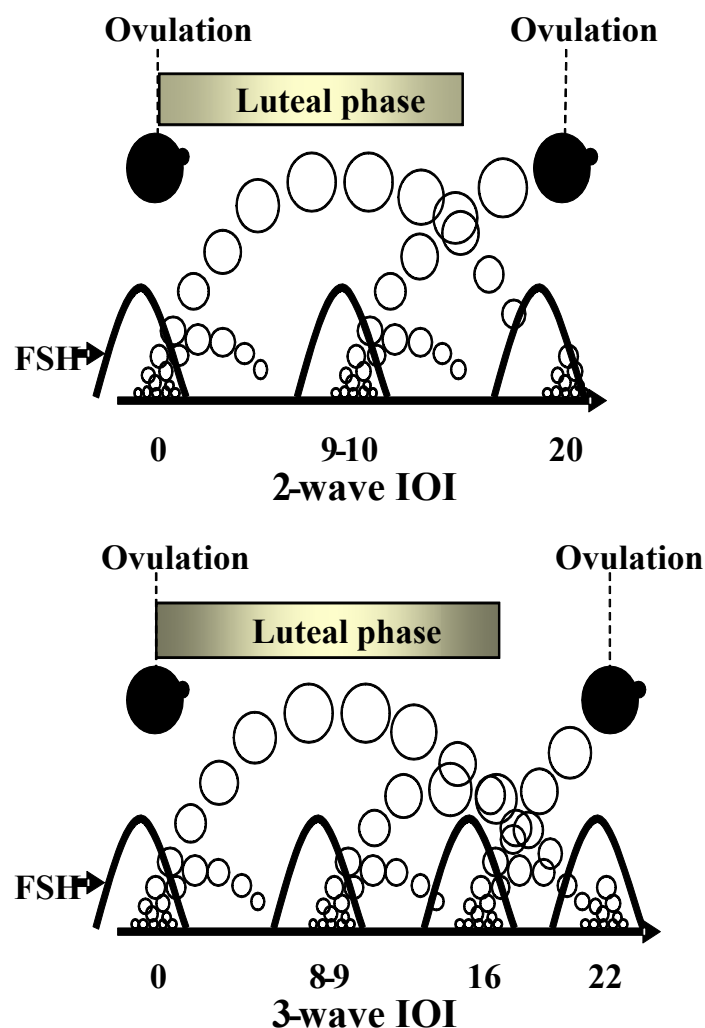 Ovulation Ovulation
Luteal phase
FSH
0 9-10 20
2-wave IOI
Ovulation Ovulation
Luteal phase
FSH
0 8-9 16 22
3-wave IOI